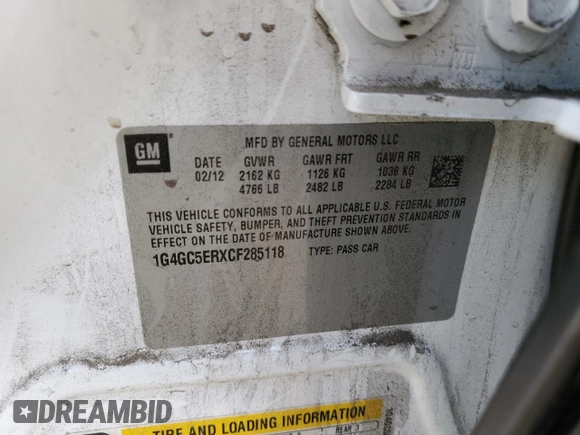 GM
MFD BY GENERAL MOTORS LLC
DATE GVWR GAWR FRT GAWR RR
02/12 2162 KG 1126 KG 1036 KG
4766 LB 2482 LB 2284 LB
THIS VEHICLE CONFORMS TO ALL APPLICABLE U.S. FEDERAL MOTOR
VEHICLE SAFETY, BUMPER, AND THEFT PREVENTION STANDARDS IN
EFFECT ON THE DATE OF MANUFACTURE SHOWN ABOVE.
1G4GC5ERXCF285118 TYPE: PASS CAR
TIRE AND LOADING INFORMATION
REAR
DREAMBID